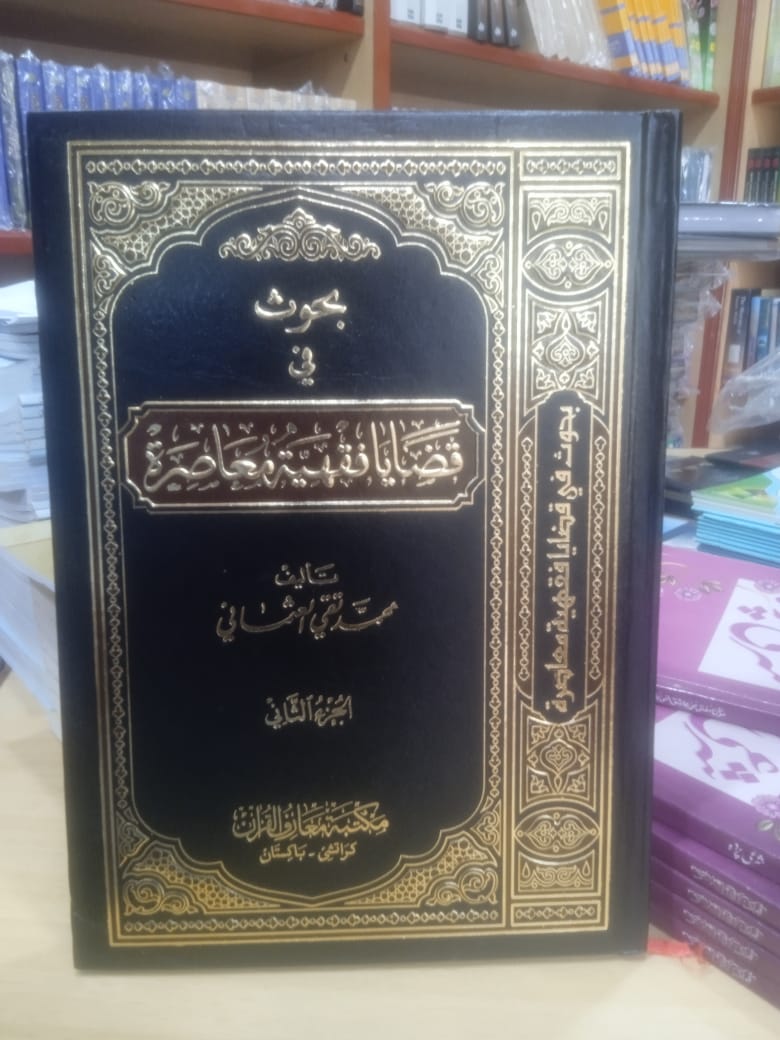 بحوث
في
قضايا فقهية معاصرة
تأليف
محمد تقي العثماني
الجزء الثاني
مكتبة معارف القرآن
كراتشي - باكستان
بحوث في قضايا فقهية معاصرة